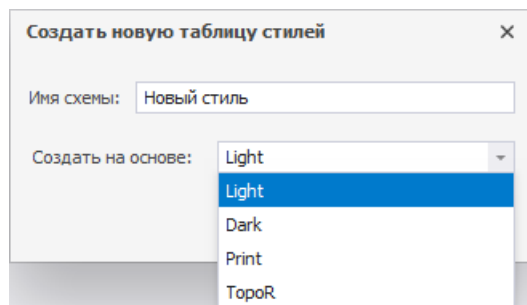 Создать новую таблицу стилей
Имя схемы: Новый стиль
Создать на основе: Light
Light
Dark
Print
TopoR